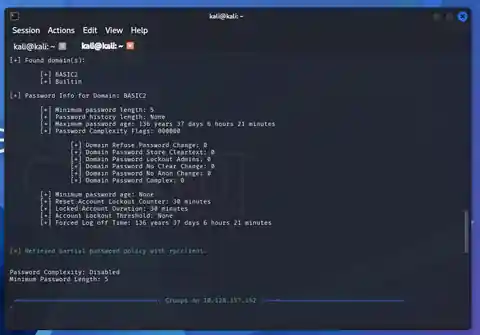 kali@kali: ~
Session Actions Edit View Help
kali@kali: ~ kali@kali: ~
[+] Found domain(s):
[+] BASIC2
[+] Builtin
[+] Password Info for Domain: BASIC2
[+] Minimum password length: 5
[+] Password history length: None
[+] Maximum password age: 136 years 37 days 6 hours 21 minutes
[+] Password Complexity Flags: 000000
[+] Domain Refuse Password Change: 0
[+] Domain Password Store Cleartext: 0
[+] Domain Password Lockout Admins: 0
[+] Domain Password No Clear Change: 0
[+] Domain Password No Anon Change: 0
[+] Domain Password Complex: 0
[+] Minimum password age: None
[+] Reset Account Lockout Counter: 30 minutes
[+] Locked Account Duration: 30 minutes
[+] Account Lockout Threshold: None
[+] Forced Log off Time: 136 years 37 days 6 hours 21 minutes
[+] Retrieved partial password policy with rpcclient:
Password Complexity: Disabled
Minimum Password Length: 5
Groups on